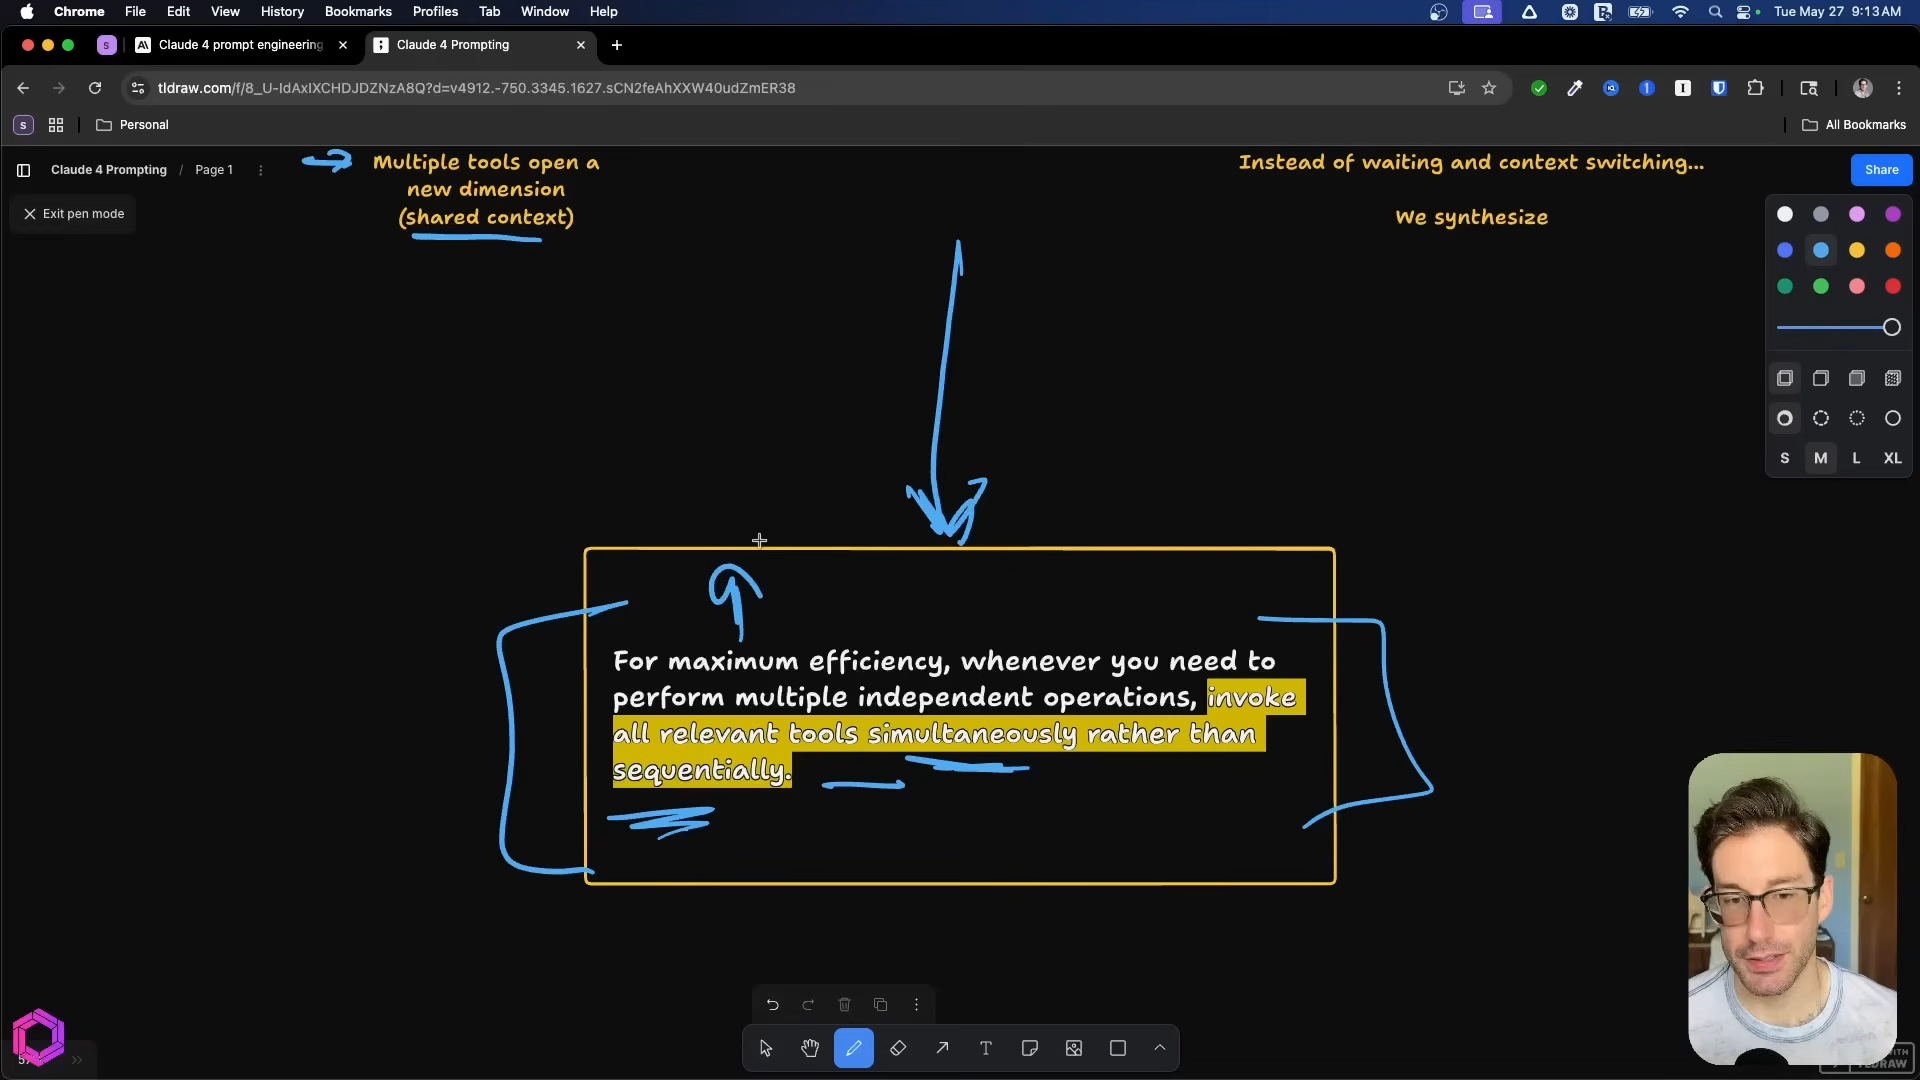 Chrome File Edit View History Bookmarks Profiles Tab Window Help
Tue May 27 9:13 AM
s
Claude 4 prompt engineering
Claude 4 Prompting
tldraw.com/f/8_U-IdAxIXCHDJDZNzA8Q?d=v4912.-750.3345.1627.sCN2feAhXXW40udZmER38
s
Personal
All Bookmarks
Claude 4 Prompting / Page 1
Share
Exit pen mode
Multiple tools open a
new dimension
(shared context)
Instead of waiting and context switching...
We synthesize
S M L XL
For maximum efficiency, whenever you need to
perform multiple independent operations, invoke
all relevant tools simultaneously rather than
sequentially.